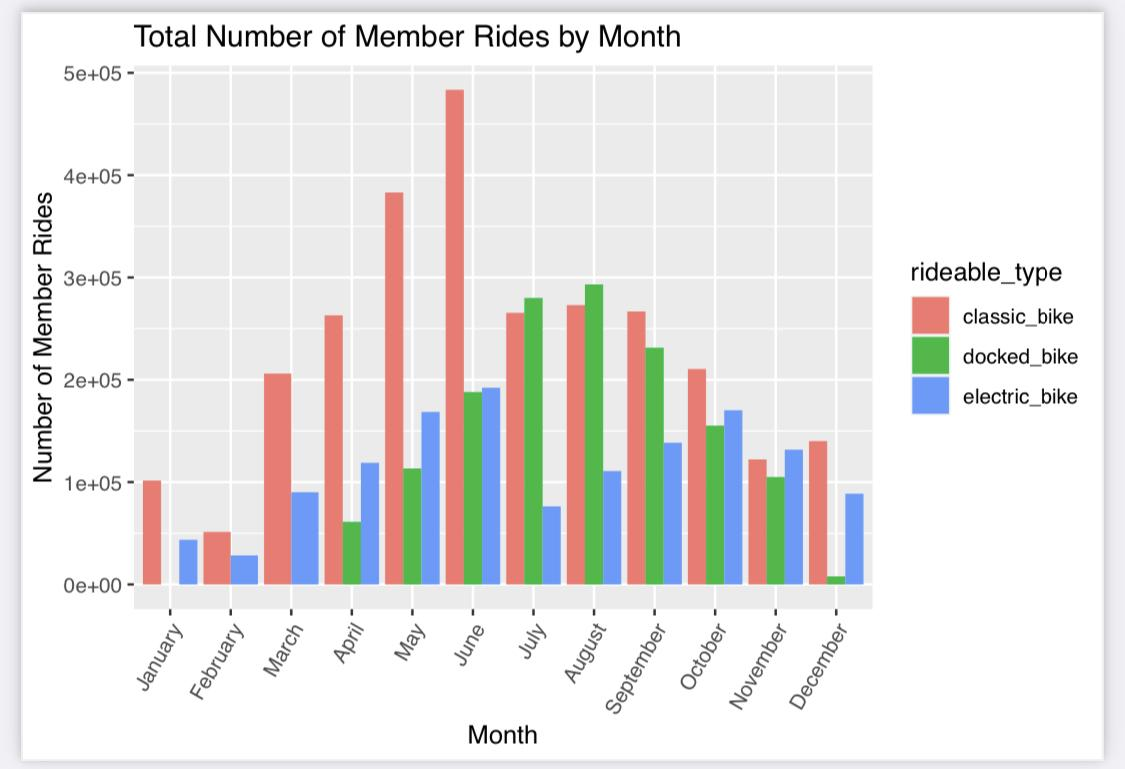 Total Number of Member Rides by Month
5e+05
4e+05
3e+05
2e+05
1e+05
0e+00
Number of Member Rides
January
February
March
April
May
June
July
August
September
October
November
December
Month
rideable_type
classic_bike
docked_bike
electric_bike